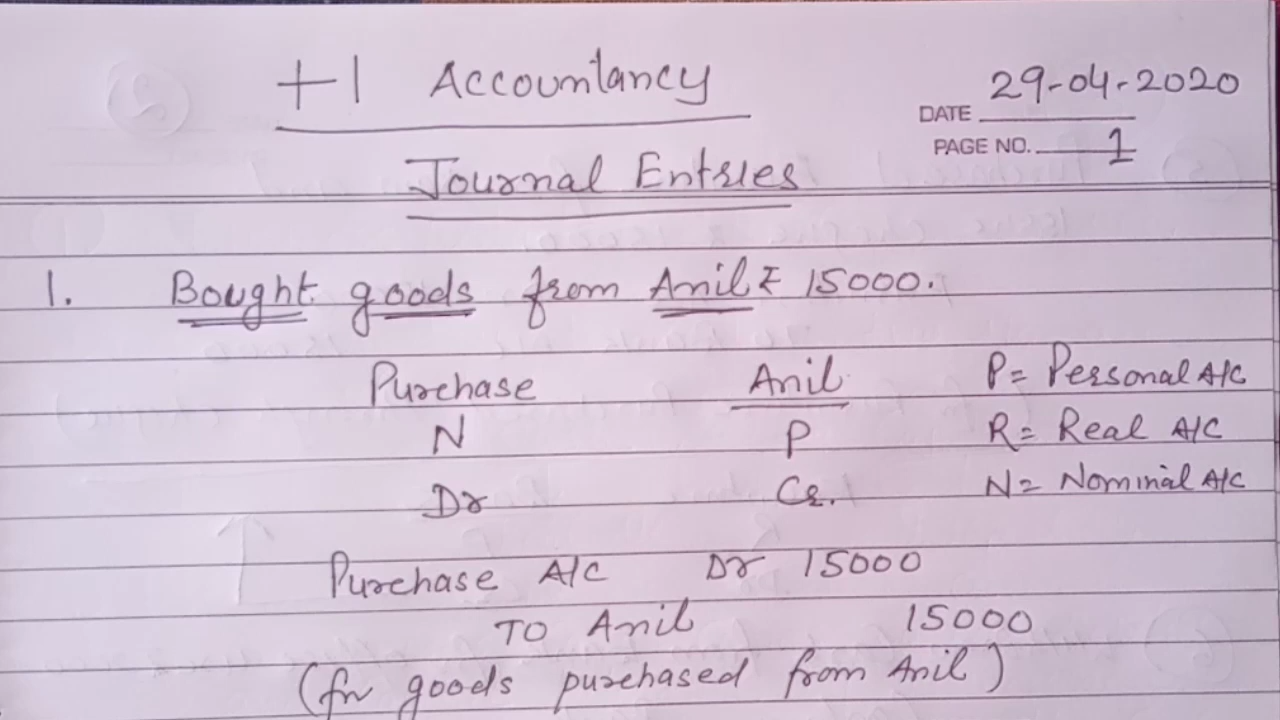 +1 Accountancy
DATE 29-04-2020
PAGE NO. 1
Journal Entries
1. Bought goods from Anil ₹ 15000.
Purchase Anil P= Personal A/C
N P R= Real A/C
Dr Cr. N= Nominal A/C
Purchase A/C Dr 15000
TO Anil 15000
(for goods purchased from Anil)